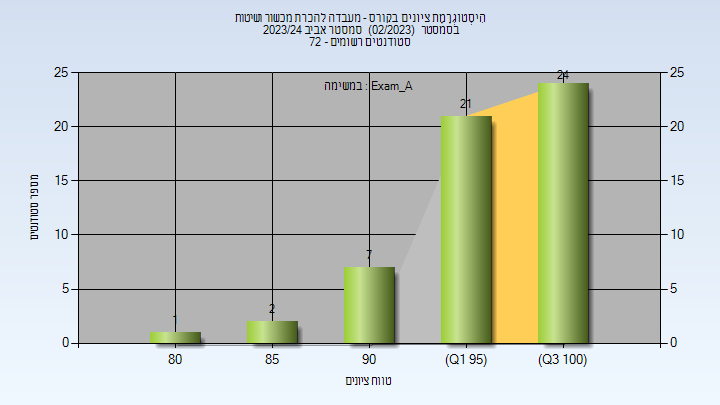 היסטוגרמת ציונים בקורס - מעבדה להכרת מכשור ושיטות
בסמסטר (02/2023) סמסטר אביב 2023/24
סטודנטים רשומים - 72
במשימה : Exam_A
25
20
15
10
5
0
מספר סטודנטים
1
2
7
21
24
25
20
15
10
5
0
80
85
90
(Q1 95)
(Q3 100)
טווח ציונים